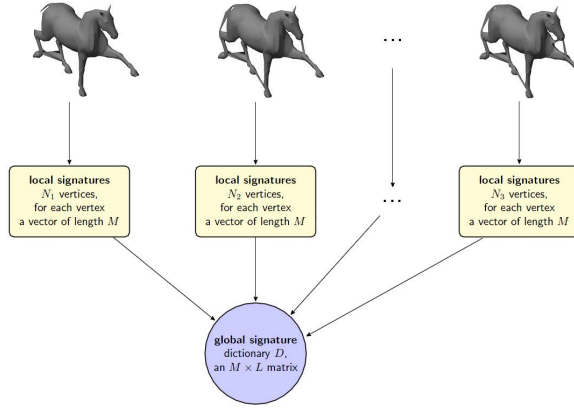 ...
local signatures
N₁ vertices,
for each vertex
a vector of length M
local signatures
N₂ vertices,
for each vertex
a vector of length M
...
local signatures
N₃ vertices,
for each vertex
a vector of length M
global signature
dictionary D,
an M × L matrix